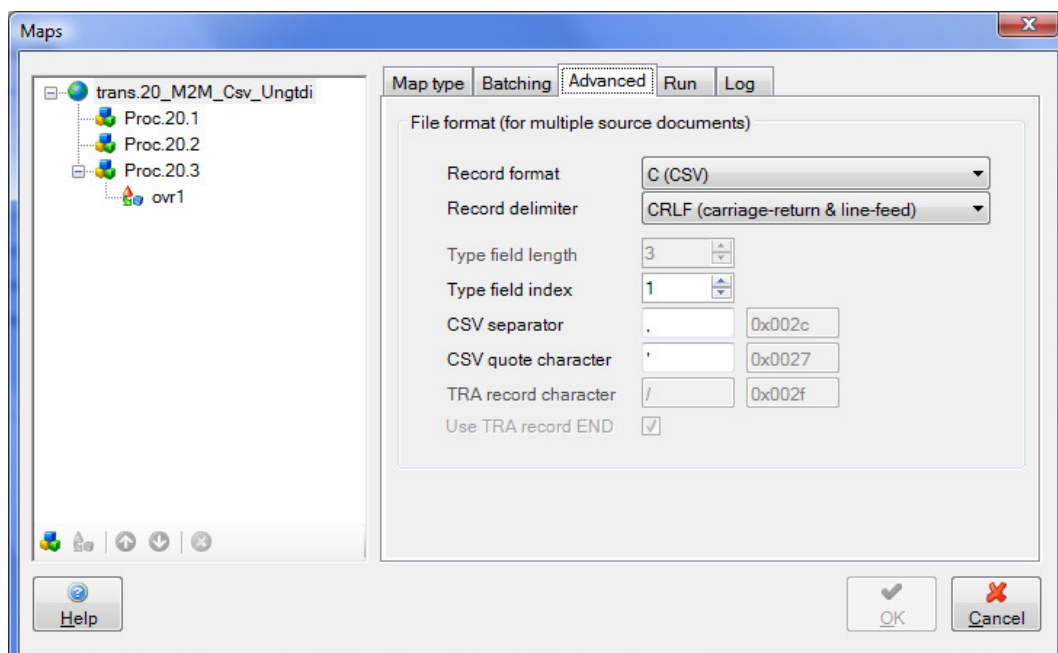 Maps
trans.20_M2M_Csv_Ungtdi
Proc.20.1
Proc.20.2
Proc.20.3
ovr1
Map type Batching Advanced Run Log
File format (for multiple source documents)
Record format C (CSV)
Record delimiter CRLF (carriage-return & line-feed)
Type field length 3
Type field index 1
CSV separator , 0x002c
CSV quote character ' 0x0027
TRA record character / 0x002f
Use TRA record END
Help
OK
Cancel